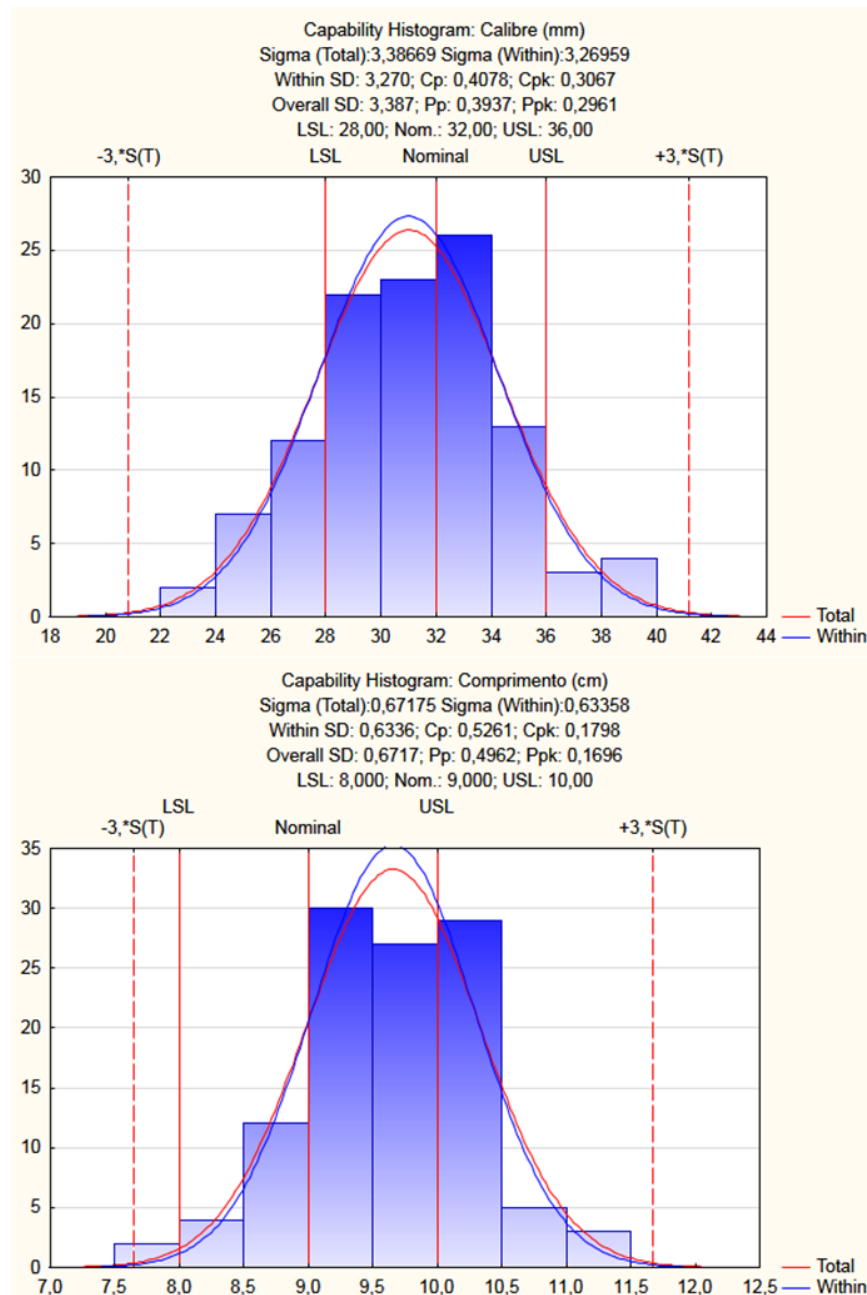 Capability Histogram: Calibre (mm)
Sigma (Total):3,38669 Sigma (Within):3,26959
Within SD: 3,270; Cp: 0,4078; Cpk: 0,3067
Overall SD: 3,387; Pp: 0,3937; Ppk: 0,2961
LSL: 28,00; Nom.: 32,00; USL: 36,00
-3,*S(T) LSL Nominal USL +3,*S(T)
30
25
20
15
10
5
0
18 20 22 24 26 28 30 32 34 36 38 40 42 44
Total
Within
Capability Histogram: Comprimento (cm)
Sigma (Total):0,67175 Sigma (Within):0,63358
Within SD: 0,6336; Cp: 0,5261; Cpk: 0,1798
Overall SD: 0,6717; Pp: 0,4962; Ppk: 0,1696
LSL: 8,000; Nom.: 9,000; USL: 10,00
LSL USL
-3,*S(T) Nominal +3,*S(T)
35
30
25
20
15
10
5
0
7,0 7,5 8,0 8,5 9,0 9,5 10,0 10,5 11,0 11,5 12,0 12,5
Total
Within